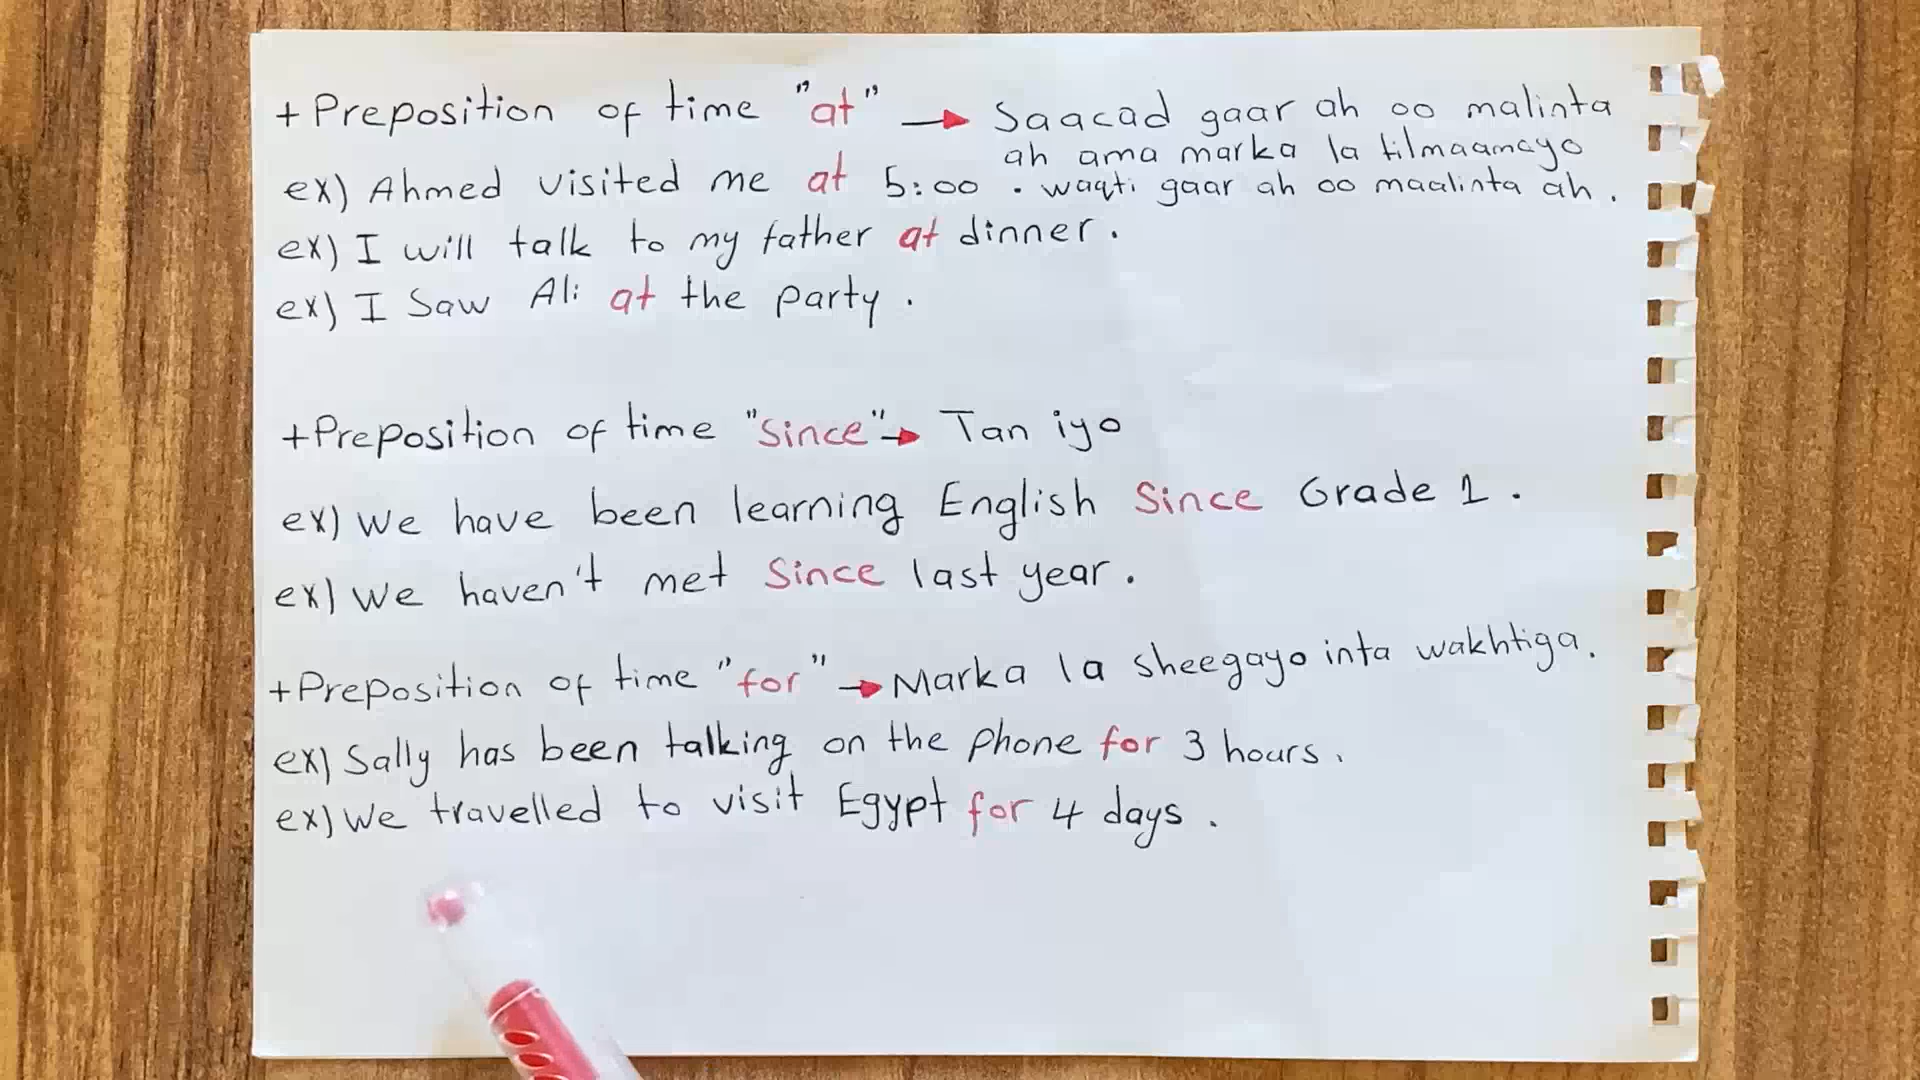 +Preposition of time "at" → Saacad gaar ah oo malinta
ah ama marka la tilmaamayo
ex) Ahmed visited me at 5:00 . waqti gaar ah oo maalinta ah.
ex) I will talk to my father at dinner.
ex) I Saw Ali at the party.
+Preposition of time "Since" → Tan iyo
ex) We have been learning English Since Grade 1.
ex) We haven't met Since last year.
+Preposition of time "for" → Marka la sheegayo inta wakhtiga.
ex) Sally has been talking on the phone for 3 hours.
ex) We travelled to visit Egypt for 4 days.